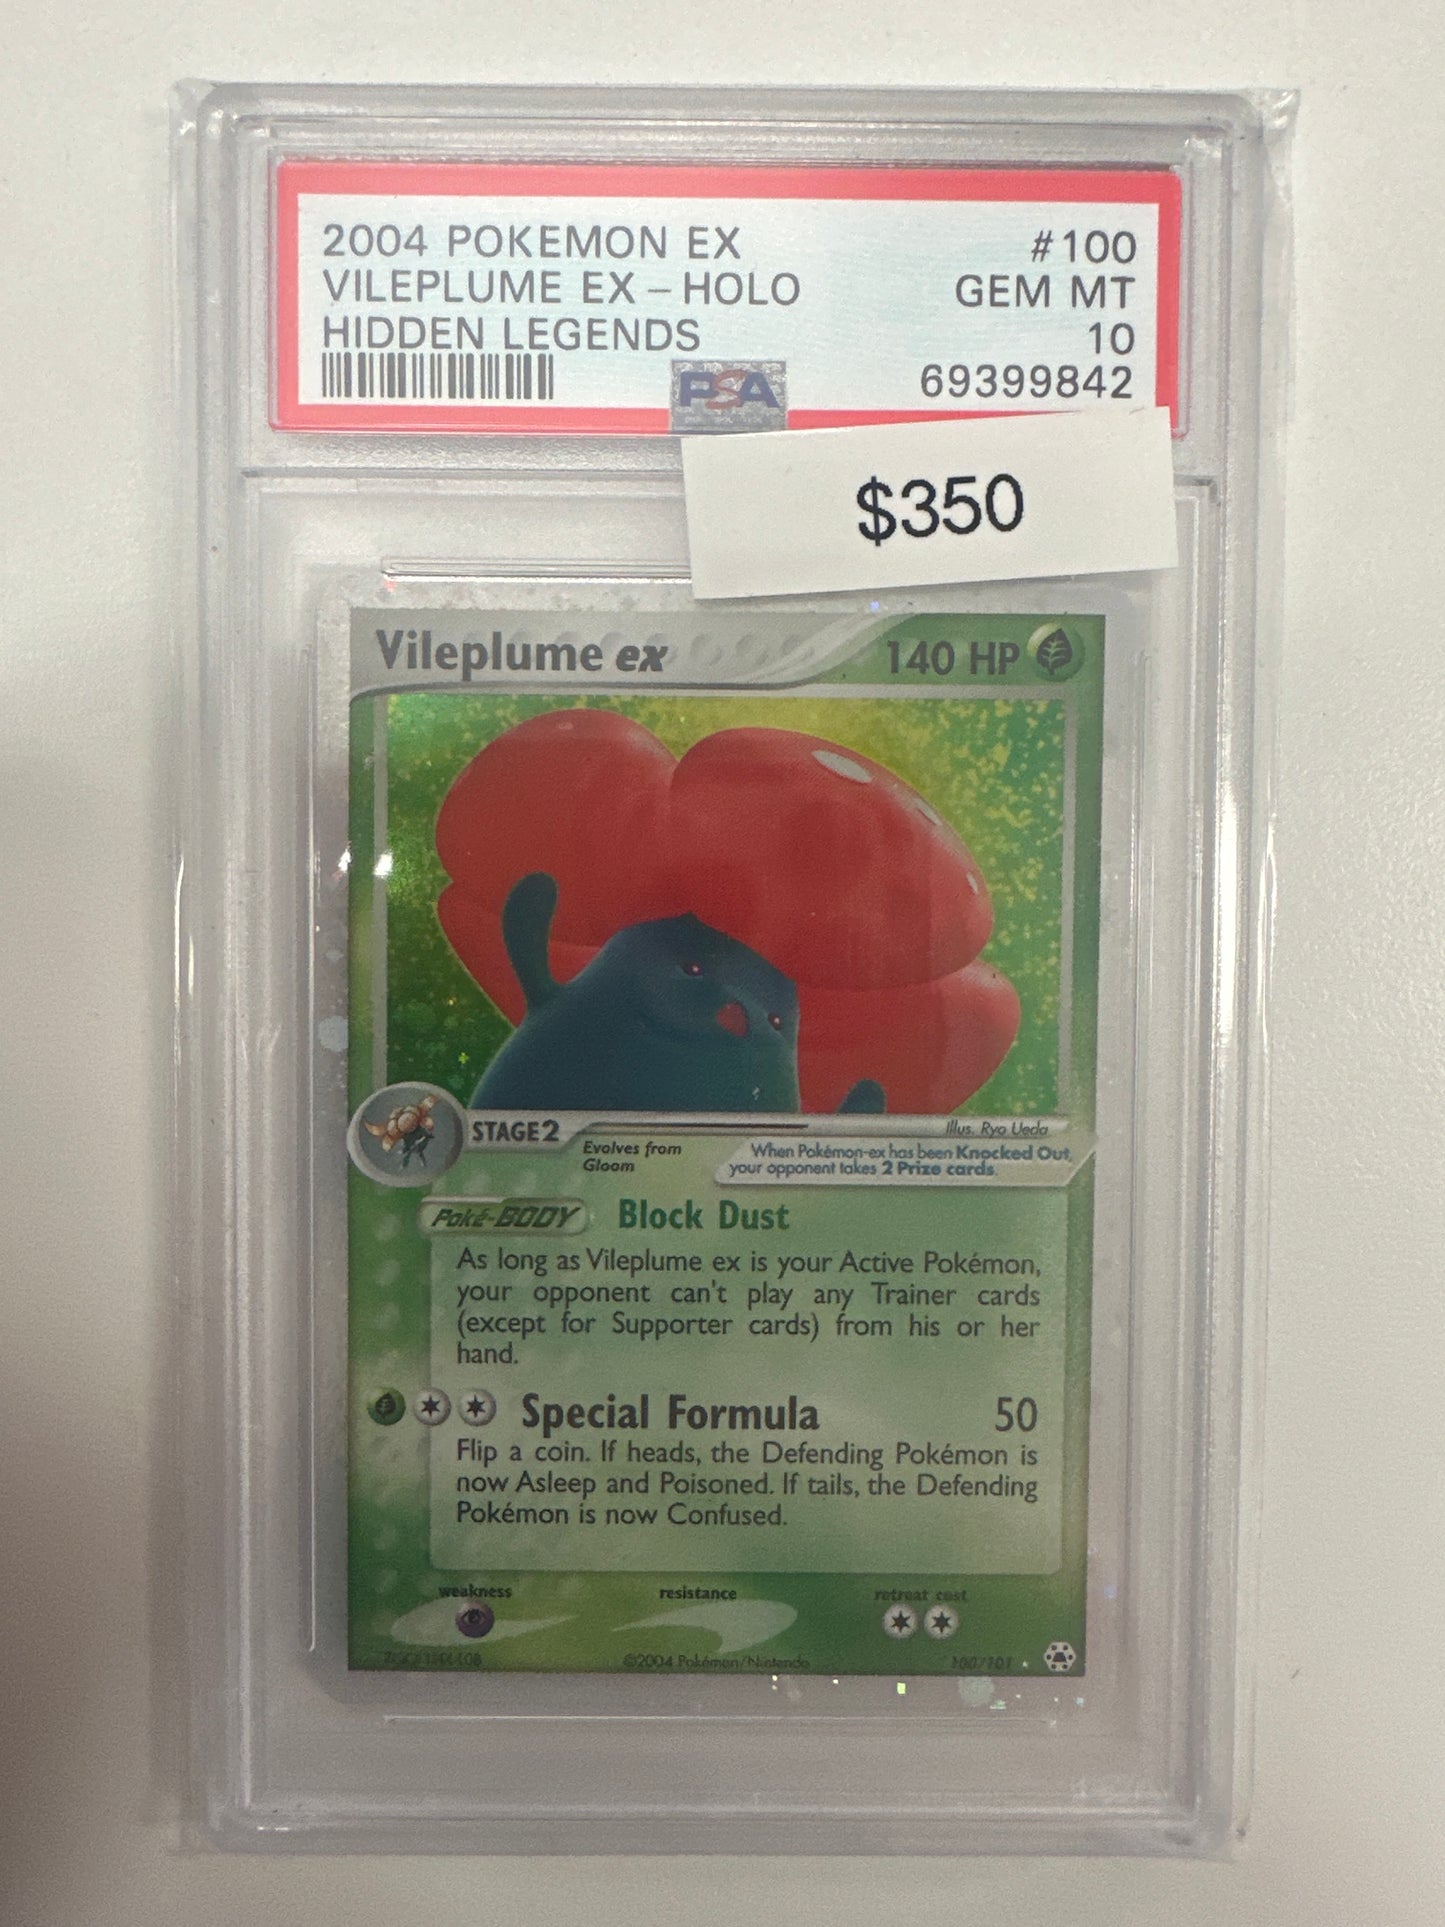 2004 POKEMON EX #100
VILEPLUME EX - HOLO GEM MT
HIDDEN LEGENDS 10
PSA 69399842
$350
Vileplume ex 140 HP
Illus. Ryo Ueda
STAGE2
Evolves from
Gloom
When Pokémon-ex has been Knocked Out,
your opponent takes 2 Prize cards.
Poké-BODY Block Dust
As long as Vileplume ex is your Active Pokémon,
your opponent can't play any Trainer cards
(except for Supporter cards) from his or her
hand.
Special Formula 50
Flip a coin. If heads, the Defending Pokémon is
now Asleep and Poisoned. If tails, the Defending
Pokémon is now Confused.
weakness resistance retreat cost
©2004 Pokémon/Nintendo 100/101